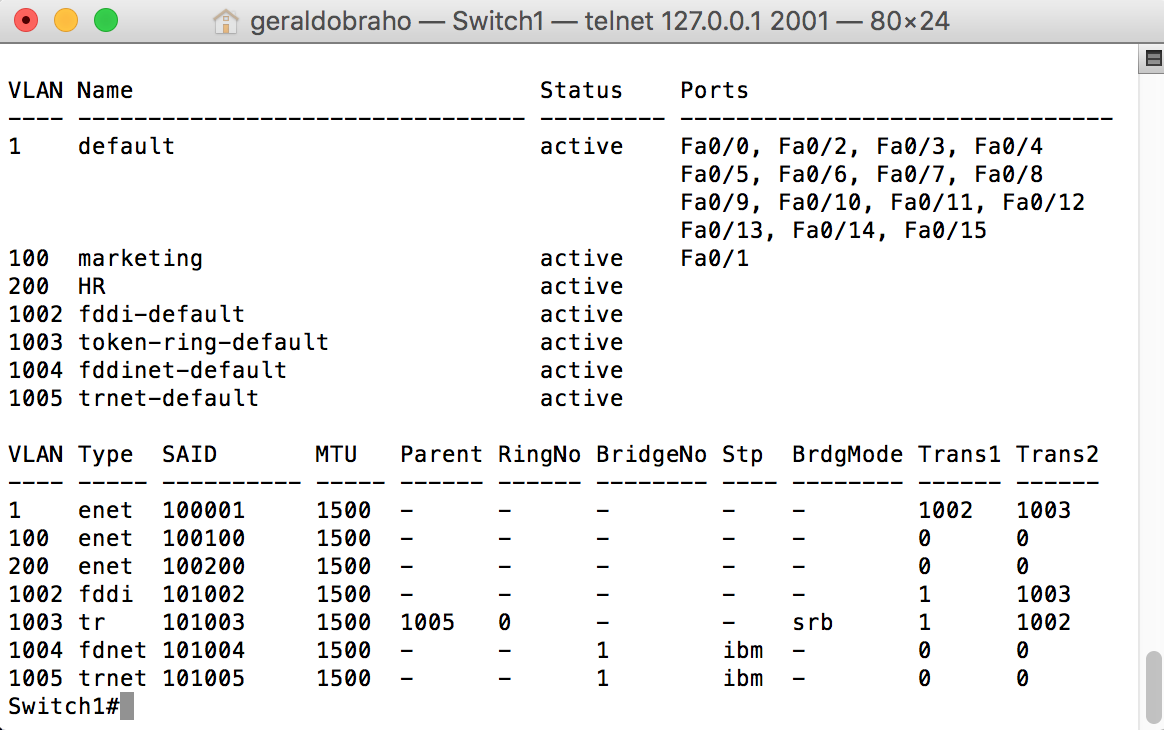 geraldobraho — Switch1 — telnet 127.0.0.1 2001 — 80×24
VLAN Name                             Status    Ports
---- -------------------------------- --------- -------------------------------
1    default                          active    Fa0/0, Fa0/2, Fa0/3, Fa0/4
                                                Fa0/5, Fa0/6, Fa0/7, Fa0/8
                                                Fa0/9, Fa0/10, Fa0/11, Fa0/12
                                                Fa0/13, Fa0/14, Fa0/15
100  marketing                        active    Fa0/1
200  HR                               active
1002 fddi-default                     active
1003 token-ring-default               active
1004 fddinet-default                  active
1005 trnet-default                    active
VLAN Type  SAID       MTU   Parent RingNo BridgeNo Stp  BrdgMode Trans1 Trans2
---- ----- ---------- ----- ------ ------ -------- ---- -------- ------ ------
1    enet  100001     1500  -      -      -        -    -        1002   1003
100  enet  100100     1500  -      -      -        -    -        0      0
200  enet  100200     1500  -      -      -        -    -        0      0
1002 fddi  101002     1500  -      -      -        -    -        1      1003
1003 tr    101003     1500  1005   0      -        -    srb      1      1002
1004 fdnet 101004     1500  -      -      1        ibm  -        0      0
1005 trnet 101005     1500  -      -      1        ibm  -        0      0
Switch1#